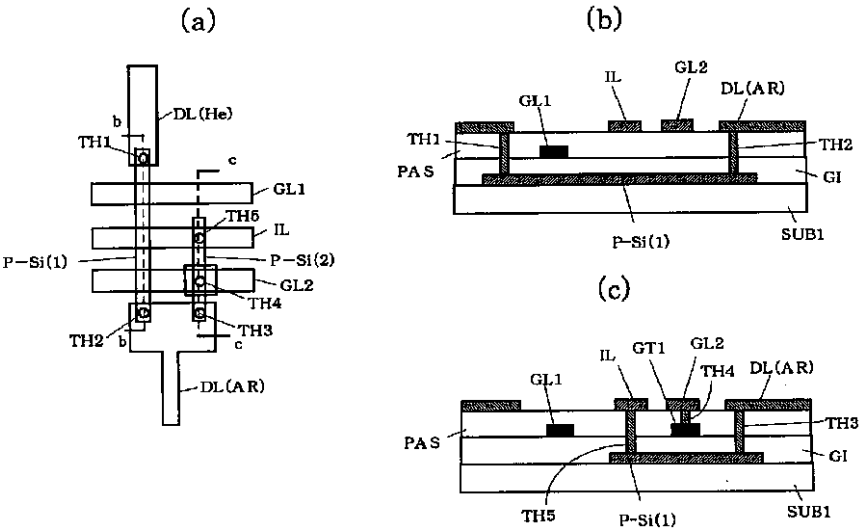 (a)
b
DL(He)
TH1
c
GL1
TH5
IL
P-Si(1)
P-Si(2)
GL2
TH4
TH2
TH3
b
c
DL(AR)
(b)
IL
GL2
GL1
DL(AR)
TH1
TH2
PAS
GI
P-Si(1)
SUB1
(c)
IL
GT1
GL2
GL1
TH4
DL(AR)
TH3
PAS
GI
TH5
P-Si(1)
SUB1